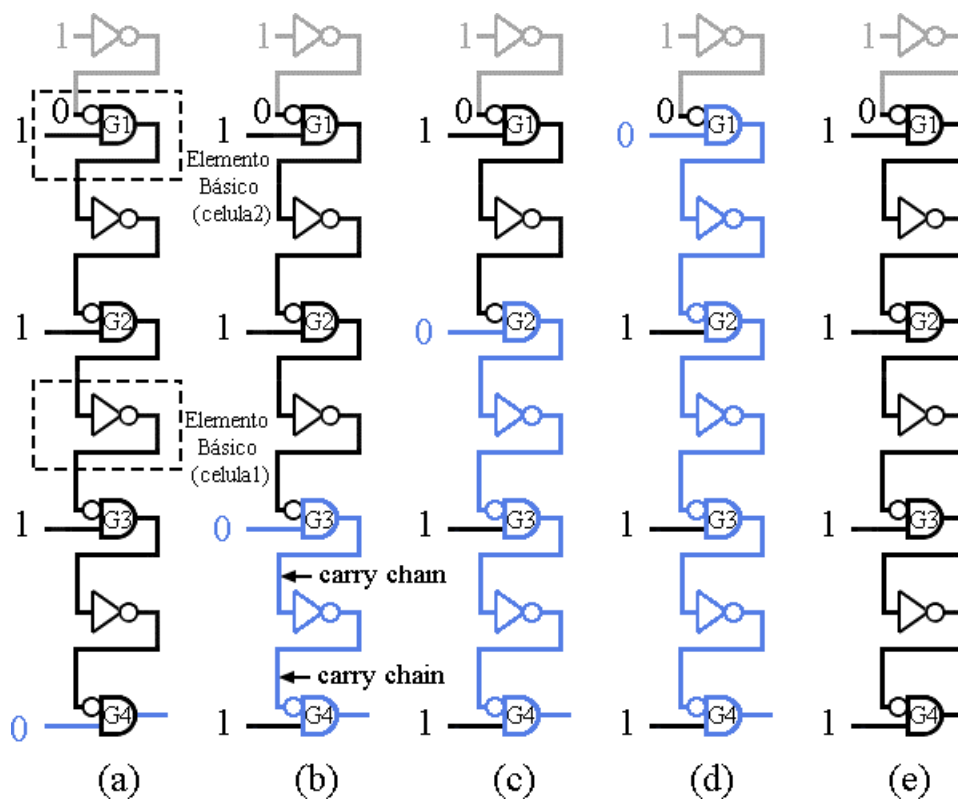 1 1 1 1 1
0 0 0 0 0
G1 G1 G1 G1 G1
1 1 1 0 1
Elemento
Básico
(celula2)
G2 G2 G2 G2 G2
1 1 0 1 1
Elemento
Básico
(celula1)
G3 G3 G3 G3 G3
1 0 1 1 1
carry chain
carry chain
G4 G4 G4 G4 G4
0 1 1 1 1
(a) (b) (c) (d) (e)